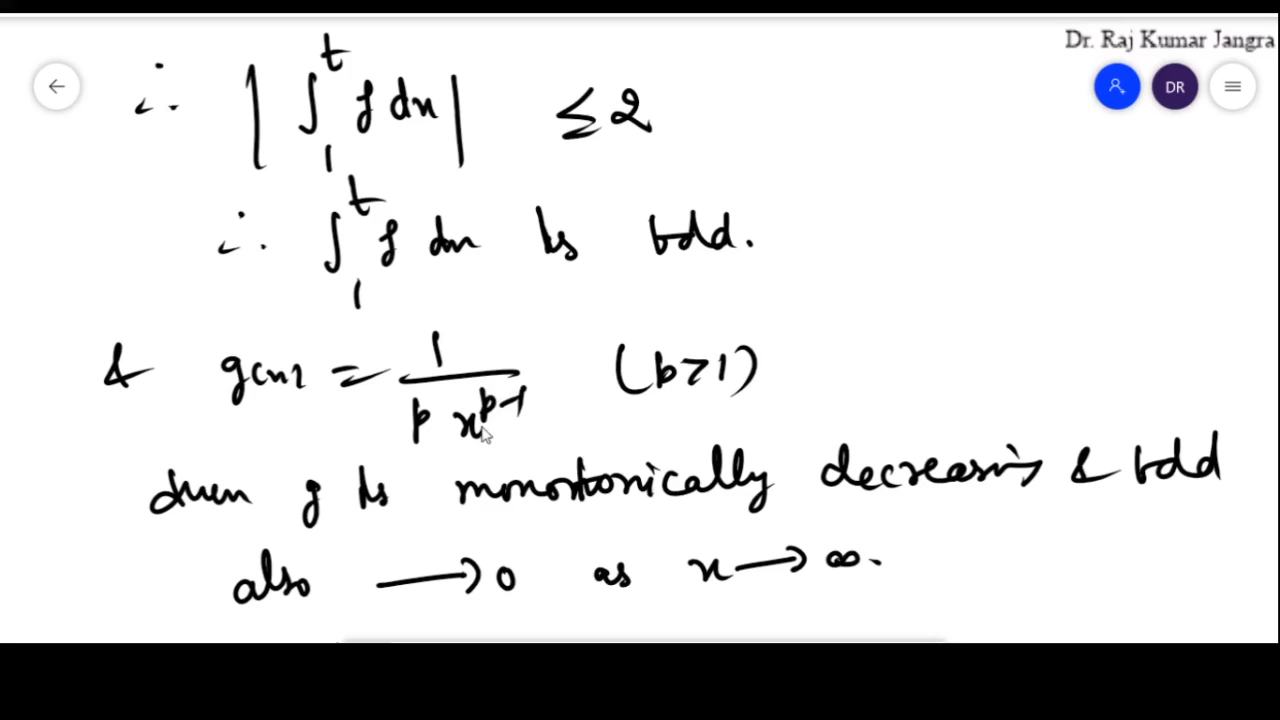 Dr. Raj Kumar Jangra
DR
∴ | ∫₁ᵗ f dx | ≤ 2
∴ ∫₁ᵗ f dx is bdd.
& g(x) = 1 / (p x^(p-1)) (p>1)
then g is monotonically decreasing & bdd
also ⟶ 0 as x ⟶ ∞.